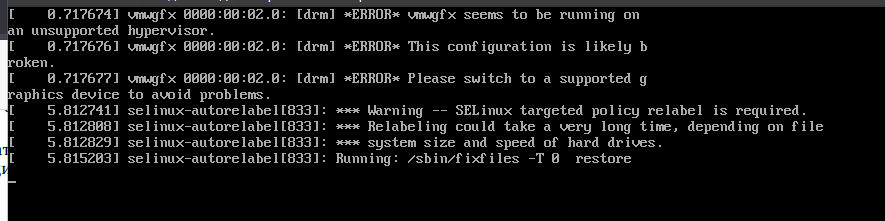 [    0.717674] vmwgfx 0000:00:02.0: [drm] *ERROR* vmwgfx seems to be running on
an unsupported hypervisor.
[    0.717676] vmwgfx 0000:00:02.0: [drm] *ERROR* This configuration is likely b
roken.
[    0.717677] vmwgfx 0000:00:02.0: [drm] *ERROR* Please switch to a supported g
raphics device to avoid problems.
[    5.812741] selinux-autorelabel[833]: *** Warning -- SELinux targeted policy relabel is required.
[    5.812808] selinux-autorelabel[833]: *** Relabeling could take a very long time, depending on file
[    5.812829] selinux-autorelabel[833]: *** system size and speed of hard drives.
[    5.815203] selinux-autorelabel[833]: Running: /sbin/fixfiles -T 0  restore